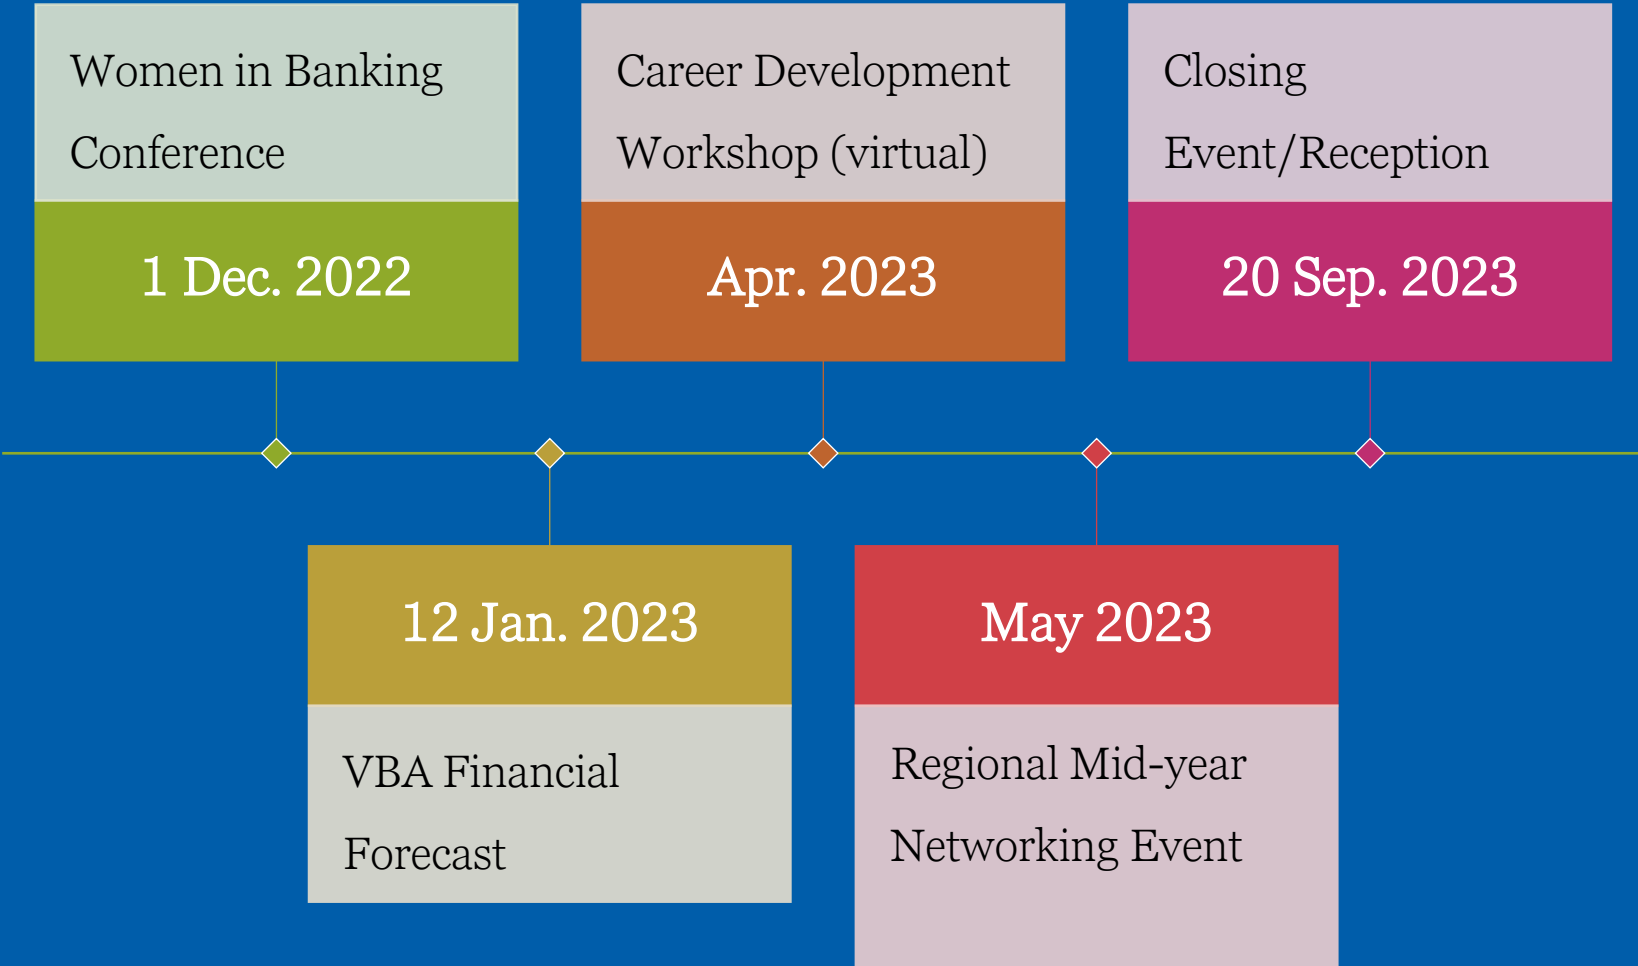 Women in Banking
Conference
1 Dec. 2022
Career Development
Workshop (virtual)
Apr. 2023
Closing
Event/Reception
20 Sep. 2023
12 Jan. 2023
VBA Financial
Forecast
May 2023
Regional Mid-year
Networking Event